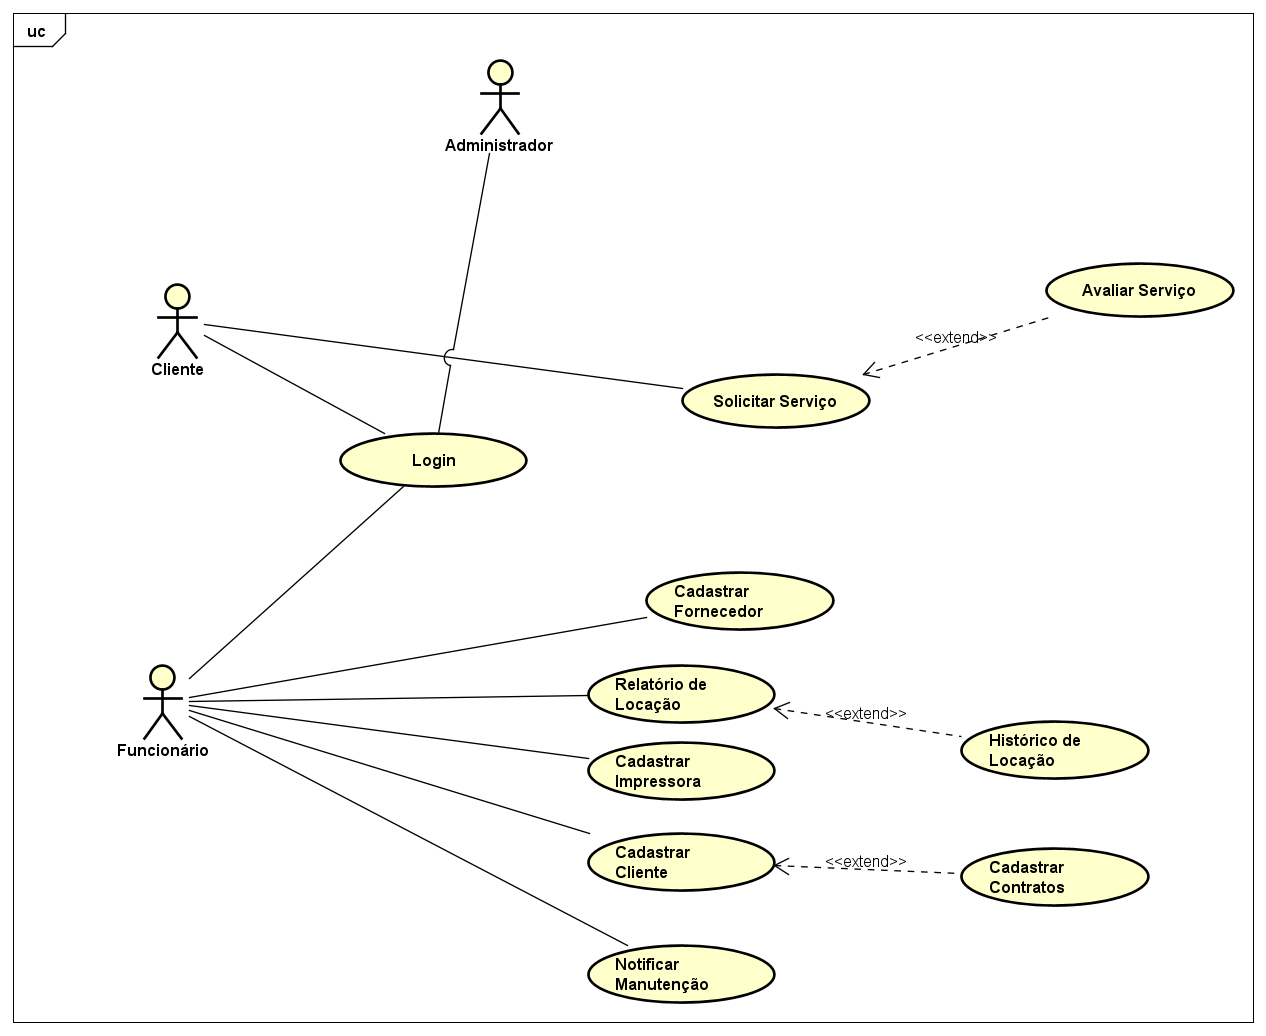 uc
Administrador
Avaliar Serviço
<<extend>>
Cliente
Solicitar Serviço
Login
Cadastrar
Fornecedor
Relatório de
Locação
<<extend>>
Histórico de
Locação
Funcionário
Cadastrar
Impressora
Cadastrar
Cliente
<<extend>>
Cadastrar
Contratos
Notificar
Manutenção